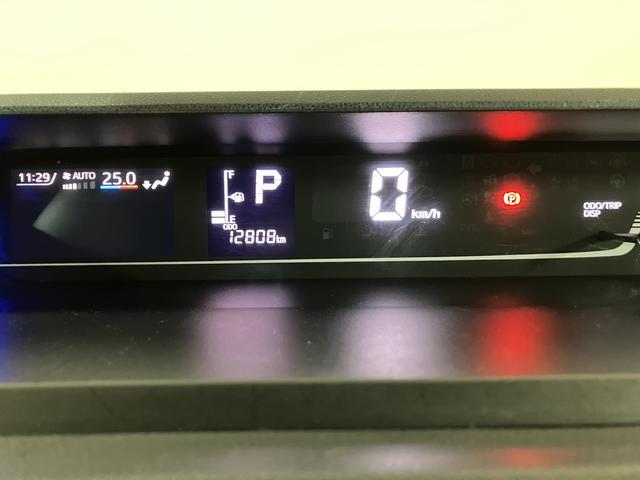 11:29 AUTO 25.0
F
P
E
ODO
12808km
0 km/h
(P)
ODO/TRIP
DISP